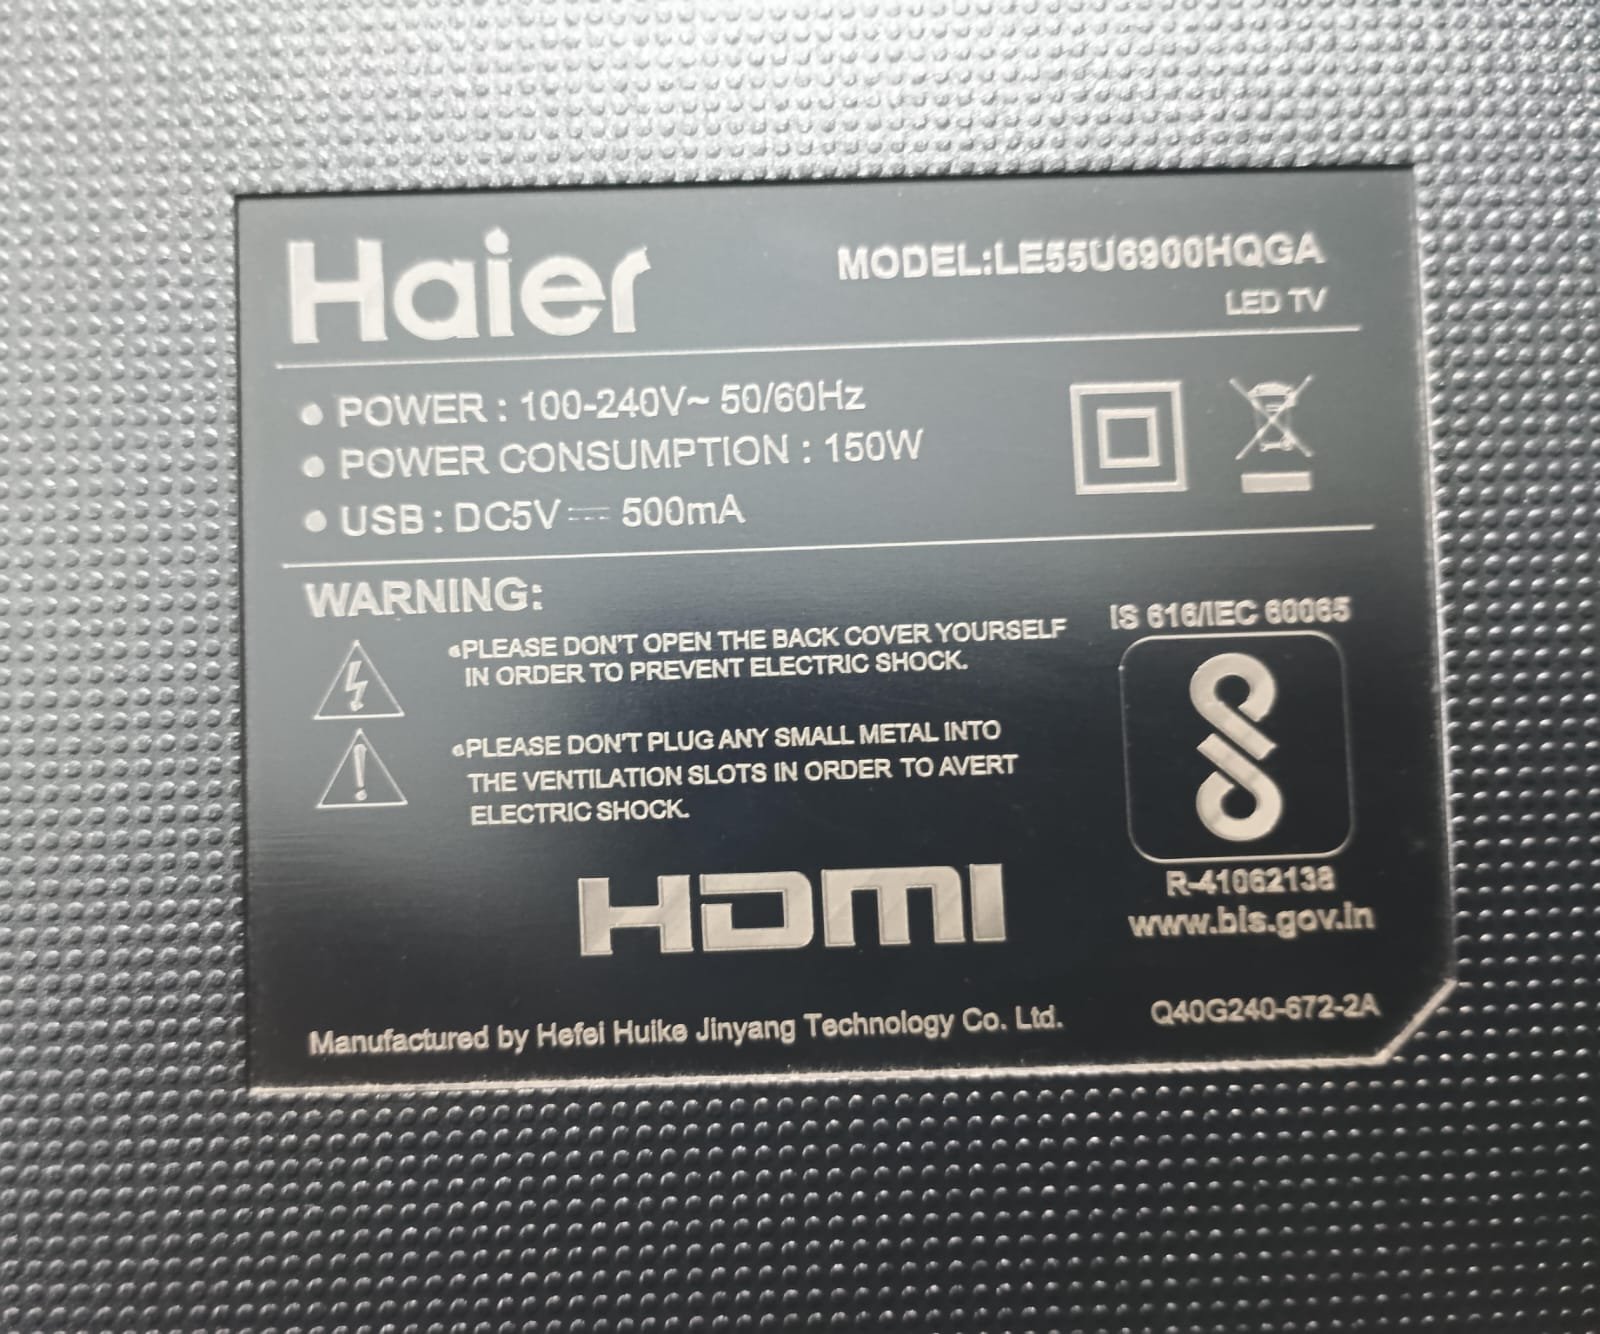 Haier
MODEL:LE55U6900HQGA
LED TV
POWER : 100-240V~ 50/60Hz
POWER CONSUMPTION : 150W
USB : DC5V⎓ 500mA
WARNING:
PLEASE DON'T OPEN THE BACK COVER YOURSELF
IN ORDER TO PREVENT ELECTRIC SHOCK.
PLEASE DON'T PLUG ANY SMALL METAL INTO
THE VENTILATION SLOTS IN ORDER TO AVERT
ELECTRIC SHOCK.
IS 616/IEC 60065
R-41062138
www.bis.gov.in
HDMI
Manufactured by Hefei Huike Jinyang Technology Co. Ltd.
Q40G240-672-2A